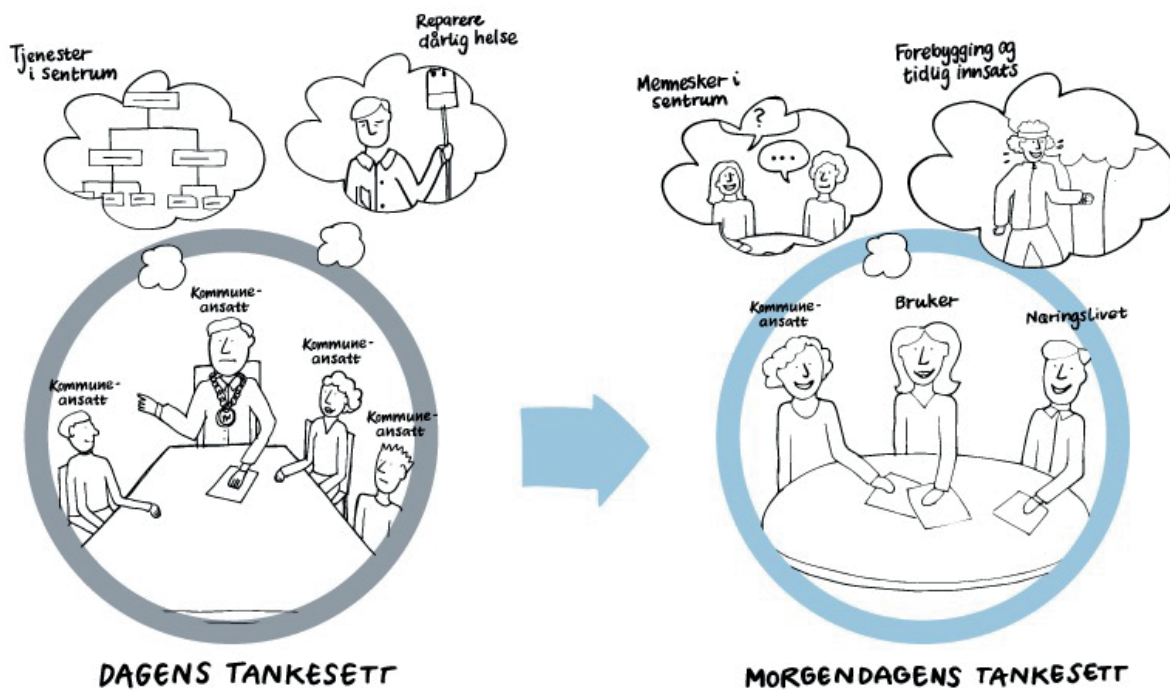 Tjenester
i sentrum
Reparere
dårlig helse
Kommune-
ansatt
Kommune-
ansatt
Kommune-
ansatt
Kommune-
ansatt
DAGENS TANKESETT
Mennesker i
sentrum
?
...
Forebygging og
tidlig innsats
Kommune-
ansatt
Bruker
Næringslivet
MORGENDAGENS TANKESETT